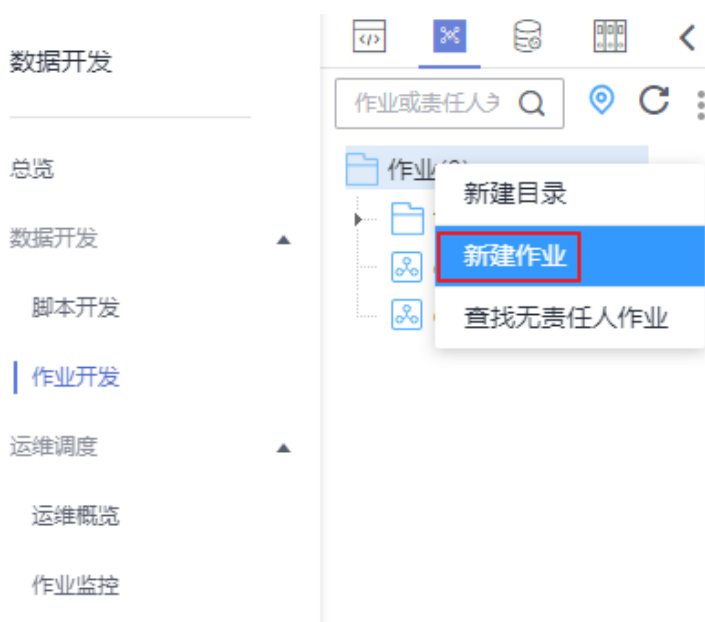 数据开发
总览
数据开发
脚本开发
作业开发
运维调度
运维概览
作业监控
作业或责任人
作业
新建目录
新建作业
查找无责任人作业